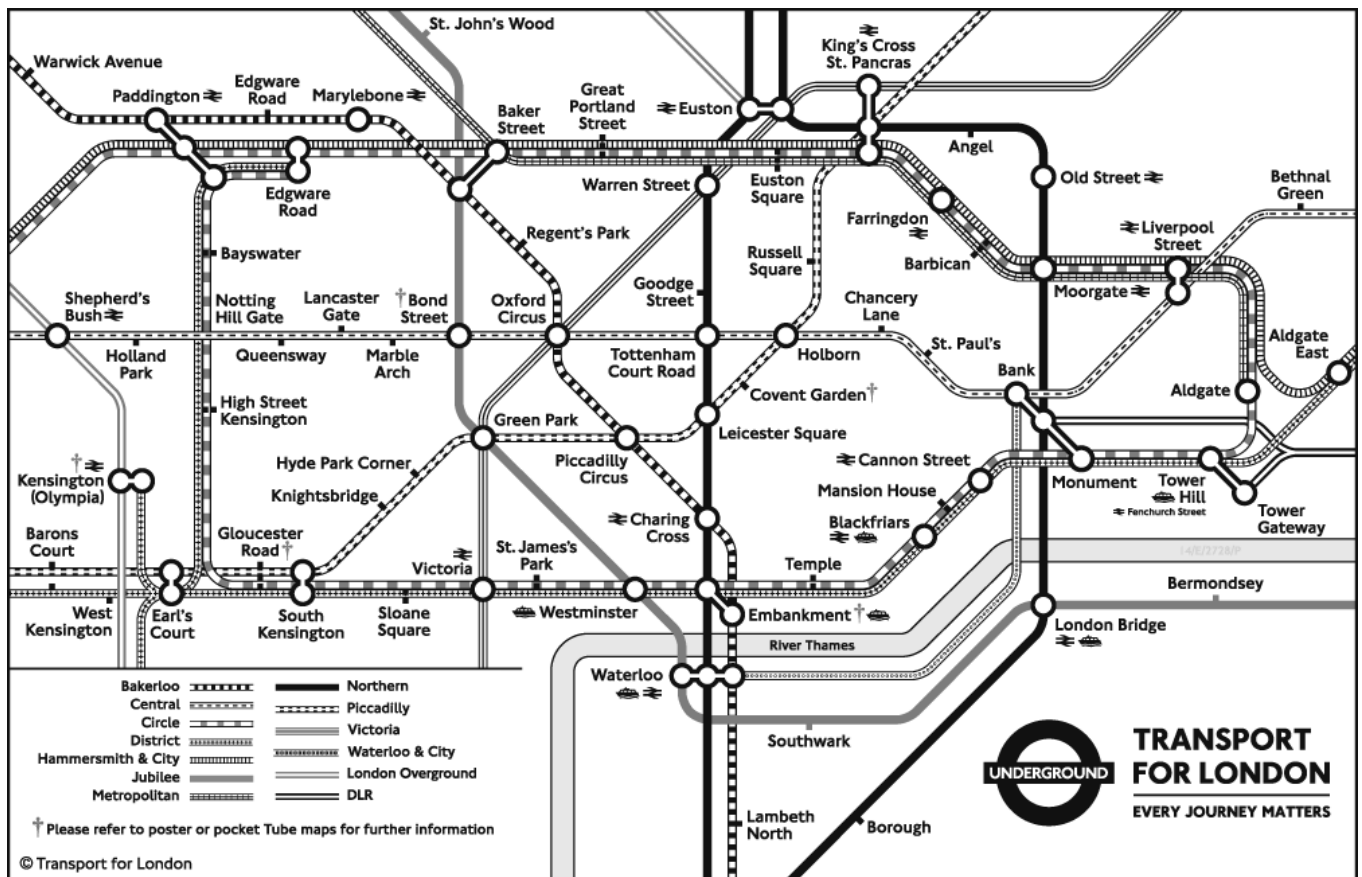 St. John's Wood
Warwick Avenue
Paddington
Edgware
Road
Marylebone
Baker
Street
Great
Portland
Street
Euston
King's Cross
St. Pancras
Angel
Old Street
Bethnal
Green
Edgware
Road
Warren Street
Euston
Square
Farringdon
Liverpool
Street
Bayswater
Regent's Park
Russell
Square
Barbican
Moorgate
Shepherd's
Bush
Notting
Hill Gate
Lancaster
Gate
† Bond
Street
Oxford
Circus
Goodge
Street
Chancery
Lane
Holland
Park
Queensway
Marble
Arch
Tottenham
Court Road
Holborn
St. Paul's
Bank
Aldgate
East
High Street
Kensington
Covent Garden †
Aldgate
Green Park
Leicester Square
Hyde Park Corner
Piccadilly
Circus
Cannon Street
†
Kensington
(Olympia)
Knightsbridge
Mansion House
Monument
Tower
Hill
Fenchurch Street
Tower
Gateway
Barons
Court
Gloucester
Road †
Victoria
St. James's
Park
Charing
Cross
Blackfriars
Temple
14/E/2728/P
Bermondsey
West
Kensington
Earl's
Court
South
Kensington
Sloane
Square
Westminster
Embankment †
London Bridge
River Thames
Waterloo
Southwark
Lambeth
North
Borough
Bakerloo
Central
Circle
District
Hammersmith & City
Jubilee
Metropolitan
Northern
Piccadilly
Victoria
Waterloo & City
London Overground
DLR
† Please refer to poster or pocket Tube maps for further information
© Transport for London
UNDERGROUND
TRANSPORT
FOR LONDON
EVERY JOURNEY MATTERS